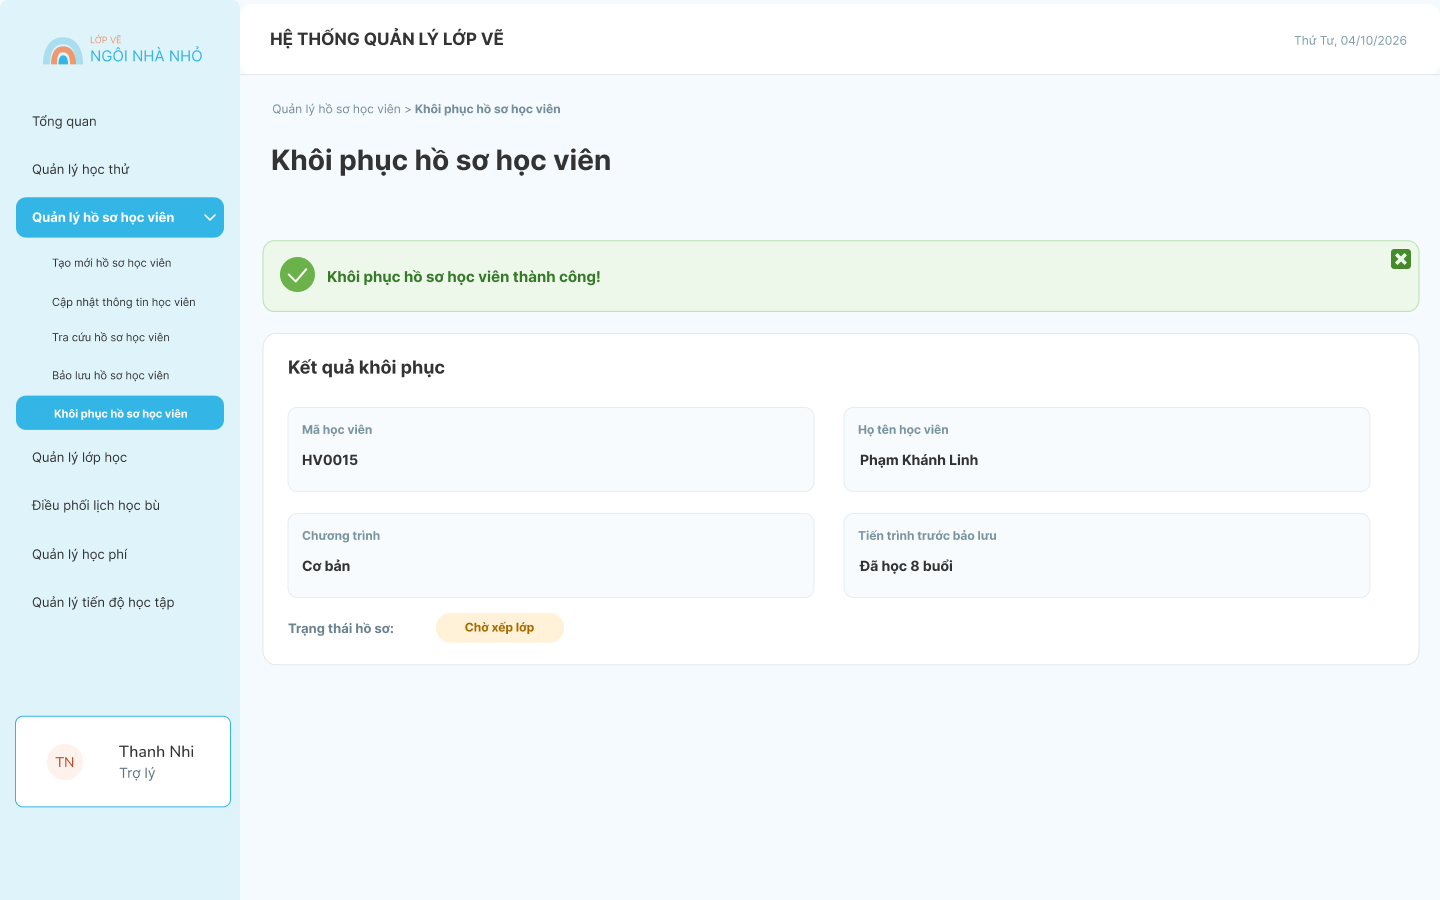 LỚP VẼ
NGÔI NHÀ NHỎ
Tổng quan
Quản lý học thử
Quản lý hồ sơ học viên
Tạo mới hồ sơ học viên
Cập nhật thông tin học viên
Tra cứu hồ sơ học viên
Bảo lưu hồ sơ học viên
Khôi phục hồ sơ học viên
Quản lý lớp học
Điều phối lịch học bù
Quản lý học phí
Quản lý tiến độ học tập
TN
Thanh Nhi
Trợ lý
HỆ THỐNG QUẢN LÝ LỚP VẼ
Thứ Tư, 04/10/2026
Quản lý hồ sơ học viên > Khôi phục hồ sơ học viên
Khôi phục hồ sơ học viên
Khôi phục hồ sơ học viên thành công!
Kết quả khôi phục
Mã học viên
HV0015
Họ tên học viên
Phạm Khánh Linh
Chương trình
Cơ bản
Tiến trình trước bảo lưu
Đã học 8 buổi
Trạng thái hồ sơ:
Chờ xếp lớp